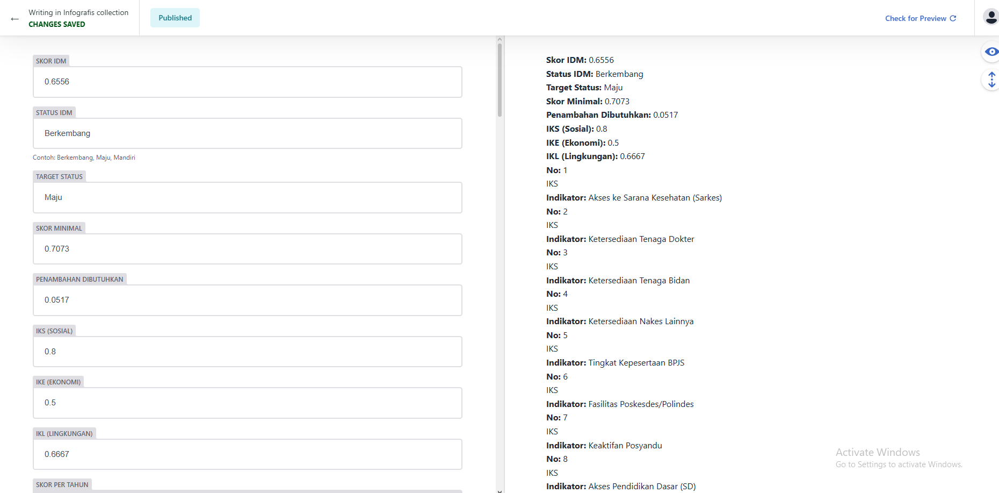 Writing in Infografis collection
CHANGES SAVED
Published
Check for Preview
SKOR IDM
0.6556
STATUS IDM
Berkembang
Contoh: Berkembang, Maju, Mandiri
TARGET STATUS
Maju
SKOR MINIMAL
0.7073
PENAMBAHAN DIBUTUHKAN
0.0517
IKS (SOSIAL)
0.8
IKE (EKONOMI)
0.5
IKL (LINGKUNGAN)
0.6667
SKOR PER TAHUN
Skor IDM: 0.6556
Status IDM: Berkembang
Target Status: Maju
Skor Minimal: 0.7073
Penambahan Dibutuhkan: 0.0517
IKS (Sosial): 0.8
IKE (Ekonomi): 0.5
IKL (Lingkungan): 0.6667
No: 1
IKS
Indikator: Akses ke Sarana Kesehatan (Sarkes)
No: 2
IKS
Indikator: Ketersediaan Tenaga Dokter
No: 3
IKS
Indikator: Ketersediaan Tenaga Bidan
No: 4
IKS
Indikator: Ketersediaan Nakes Lainnya
No: 5
IKS
Indikator: Tingkat Kepesertaan BPJS
No: 6
IKS
Indikator: Fasilitas Poskesdes/Polindes
No: 7
IKS
Indikator: Keaktifan Posyandu
No: 8
IKS
Indikator: Akses Pendidikan Dasar (SD)
Activate Windows
Go to Settings to activate Windows.